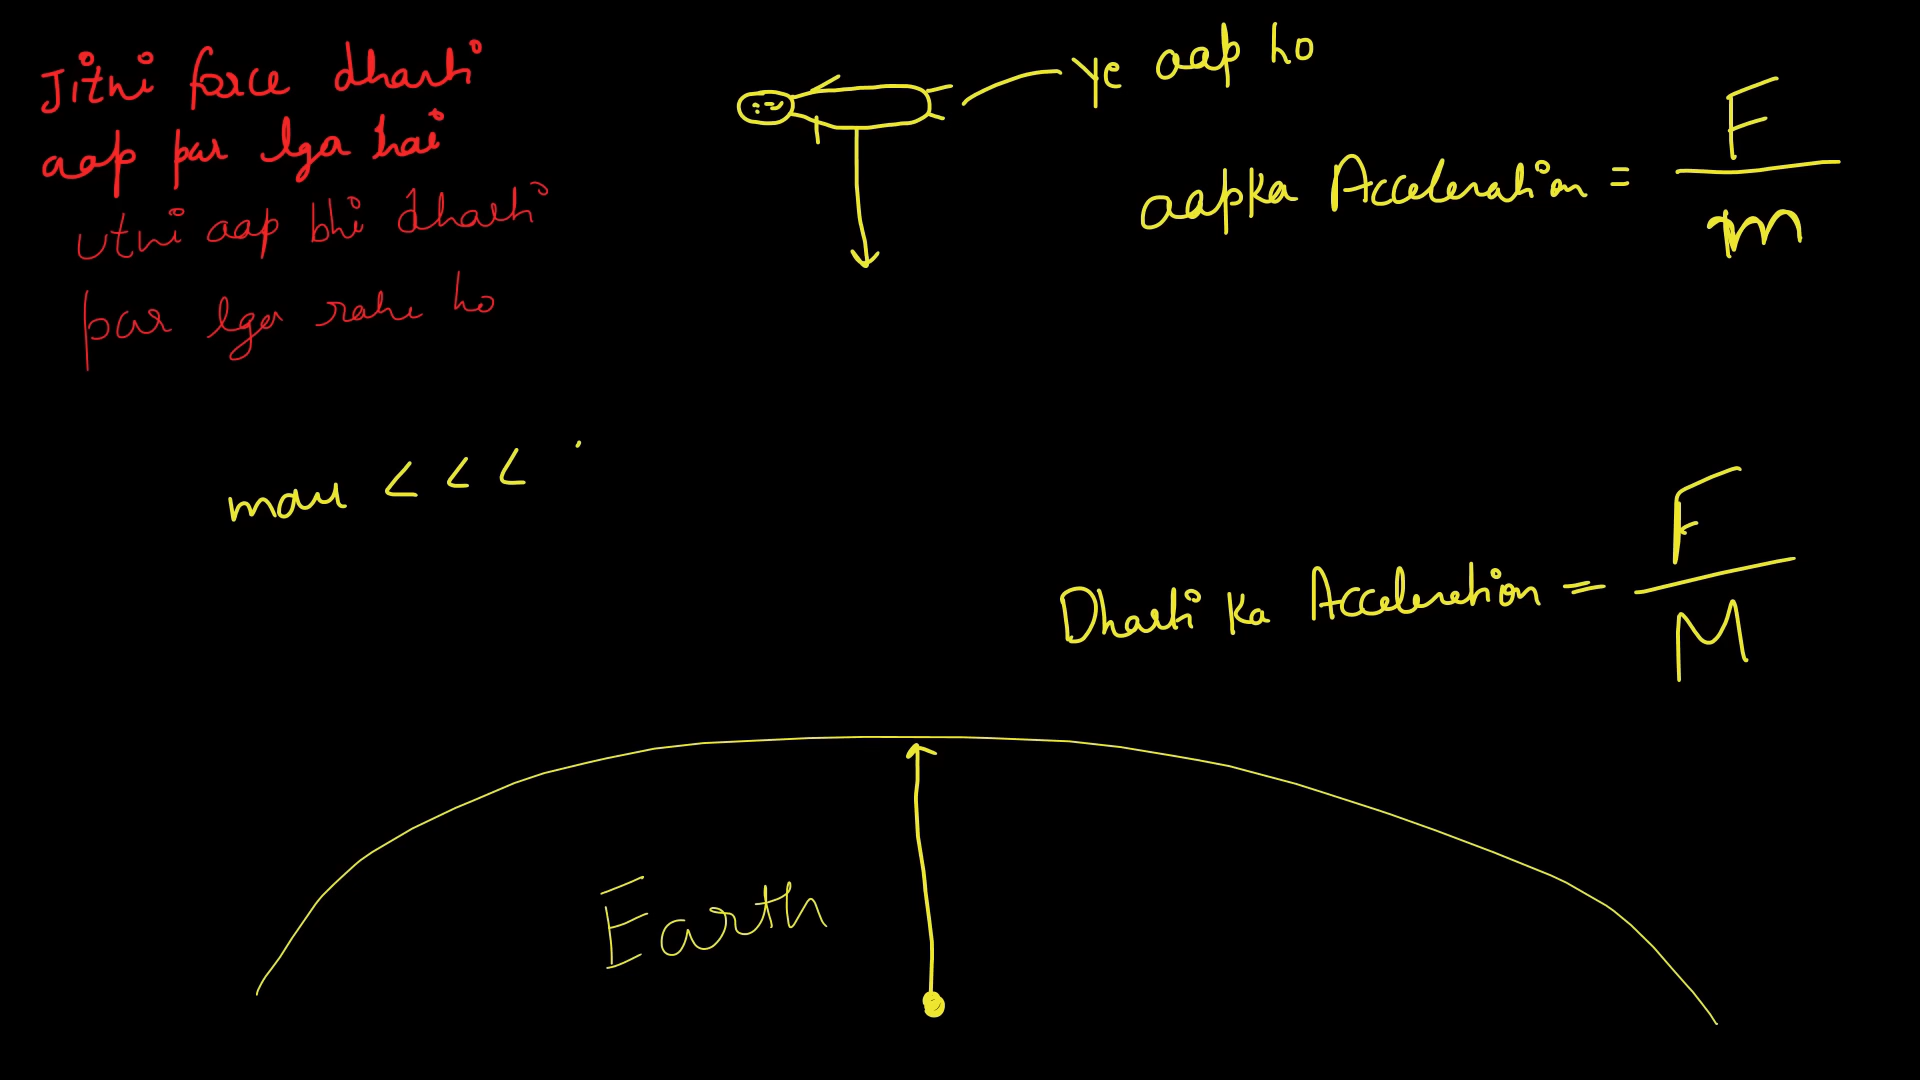 Jitni force dharti
aap par lga hai
utni aap bhi dharti
par lga rahe ho
Ye aap ho
aapka Acceleration = F/m
mass < < <
Dharti ka Acceleration = F/M
Earth